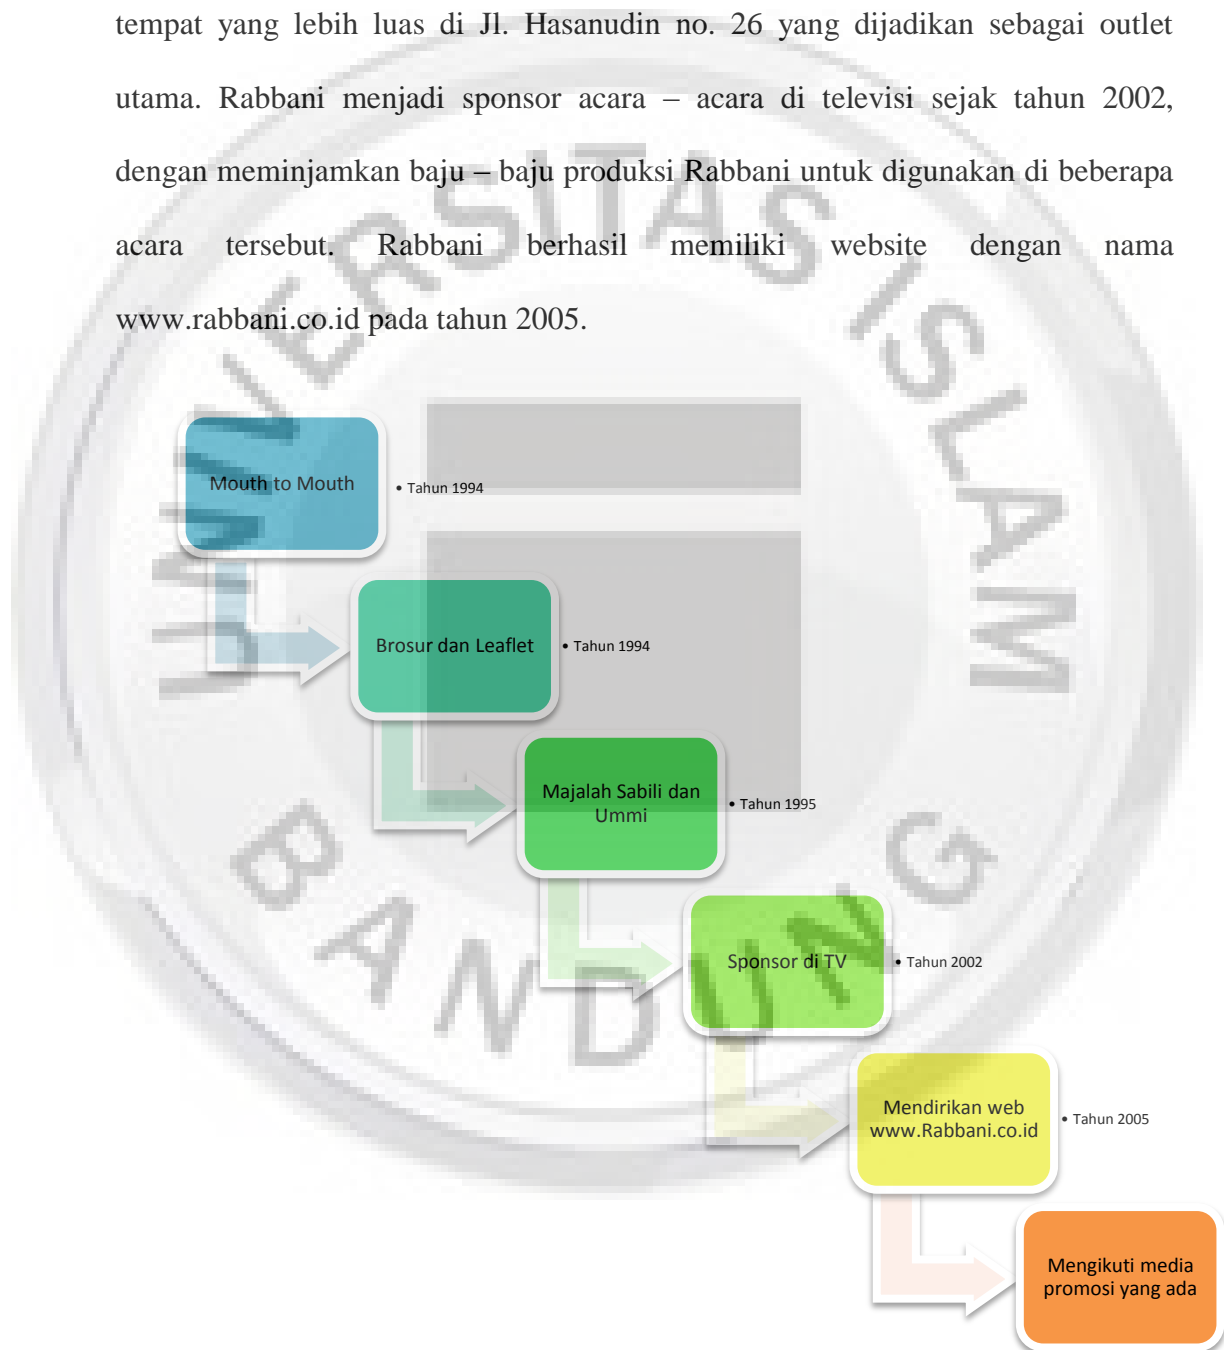 tempat yang lebih luas di Jl. Hasanudin no. 26 yang dijadikan sebagai outlet
utama. Rabbani menjadi sponsor acara – acara di televisi sejak tahun 2002,
dengan meminjamkan baju – baju produksi Rabbani untuk digunakan di beberapa
acara tersebut. Rabbani berhasil memiliki website dengan nama
www.rabbani.co.id pada tahun 2005.
UNIVERSITAS ISLAM
BANDUNG
Mouth to Mouth
• Tahun 1994
Brosur dan Leaflet
• Tahun 1994
Majalah Sabili dan
Ummi
• Tahun 1995
Sponsor di TV
• Tahun 2002
Mendirikan web
www.Rabbani.co.id
• Tahun 2005
Mengikuti media
promosi yang ada